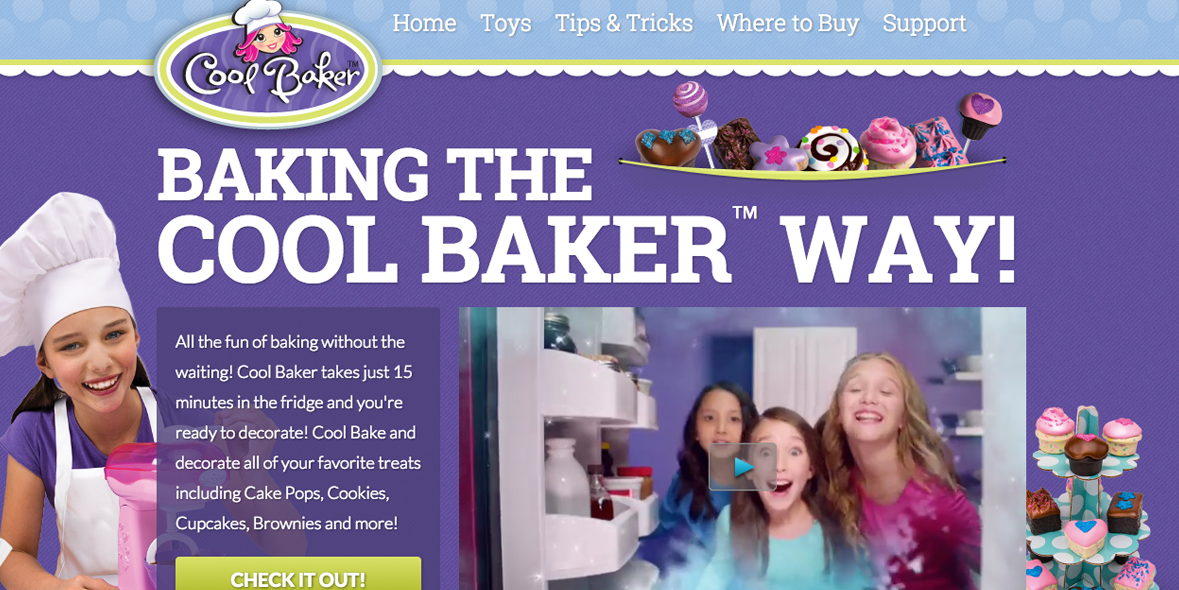 Home Toys Tips & Tricks Where to Buy Support
Cool Baker™
BAKING THE
COOL BAKER™ WAY!
All the fun of baking without the
waiting! Cool Baker takes just 15
minutes in the fridge and you're
ready to decorate! Cool Bake and
decorate all of your favorite treats
including Cake Pops, Cookies,
Cupcakes, Brownies and more!
CHECK IT OUT!